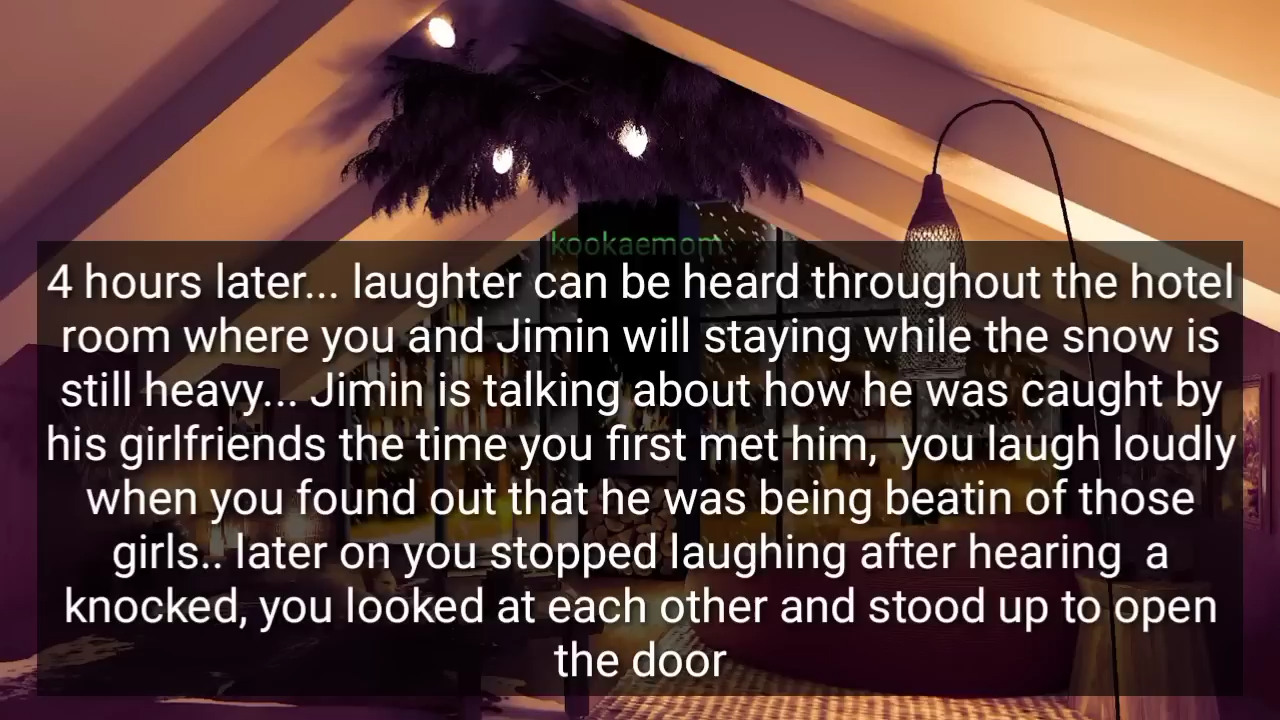 kookaemom
4 hours later... laughter can be heard throughout the hotel
room where you and Jimin will staying while the snow is
still heavy... Jimin is talking about how he was caught by
his girlfriends the time you first met him, you laugh loudly
when you found out that he was being beatin of those
girls.. later on you stopped laughing after hearing a
knocked, you looked at each other and stood up to open
the door